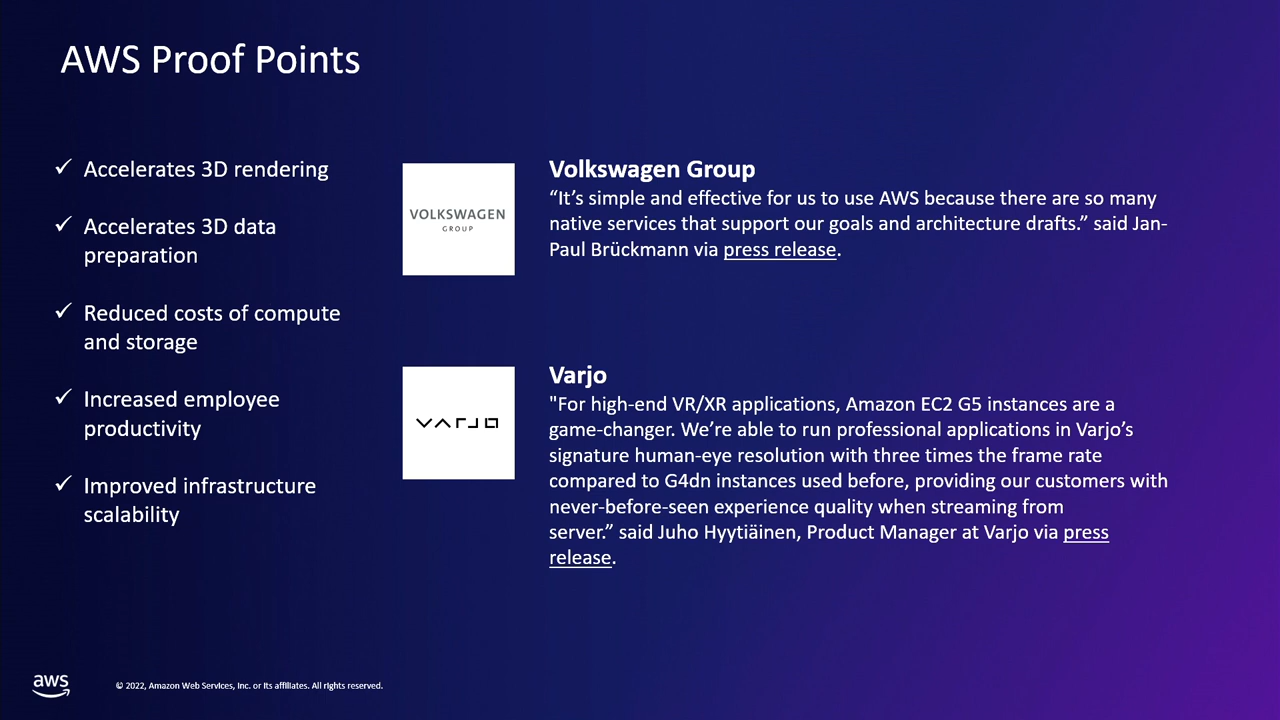 AWS Proof Points
✓ Accelerates 3D rendering
✓ Accelerates 3D data
preparation
✓ Reduced costs of compute
and storage
✓ Increased employee
productivity
✓ Improved infrastructure
scalability
VOLKSWAGEN
GROUP
Volkswagen Group
“It’s simple and effective for us to use AWS because there are so many
native services that support our goals and architecture drafts.” said Jan-
Paul Brückmann via press release.
VARJO
Varjo
"For high-end VR/XR applications, Amazon EC2 G5 instances are a
game-changer. We’re able to run professional applications in Varjo’s
signature human-eye resolution with three times the frame rate
compared to G4dn instances used before, providing our customers with
never-before-seen experience quality when streaming from
server.” said Juho Hyytiäinen, Product Manager at Varjo via press
release.
aws
© 2022, Amazon Web Services, Inc. or its affiliates. All rights reserved.